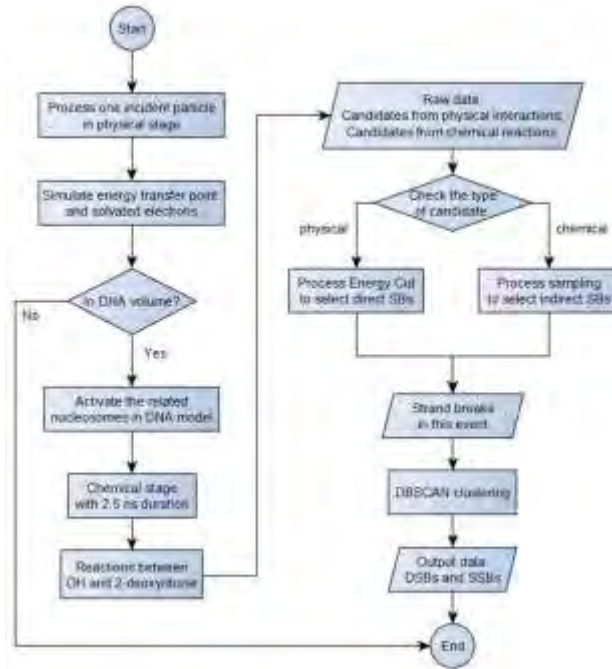 Start
Process one incident particle
in physical stage
Simulate energy transfer point
and solvated electrons
In DNA volume?
No
Yes
Activate the related
nucleosomes in DNA model
Chemical stage
with 2.5 ns duration
Reactions between
OH and 2-deoxyribose
Raw data
Candidates from physical interactions;
Candidates from chemical reactions
Check the type
of candidate
physical
chemical
Process Energy Cut
to select direct SBs
Process sampling
to select indirect SBs
Strand breaks
in this event
DBSCAN clustering
Output data
DSBs and SSBs
End